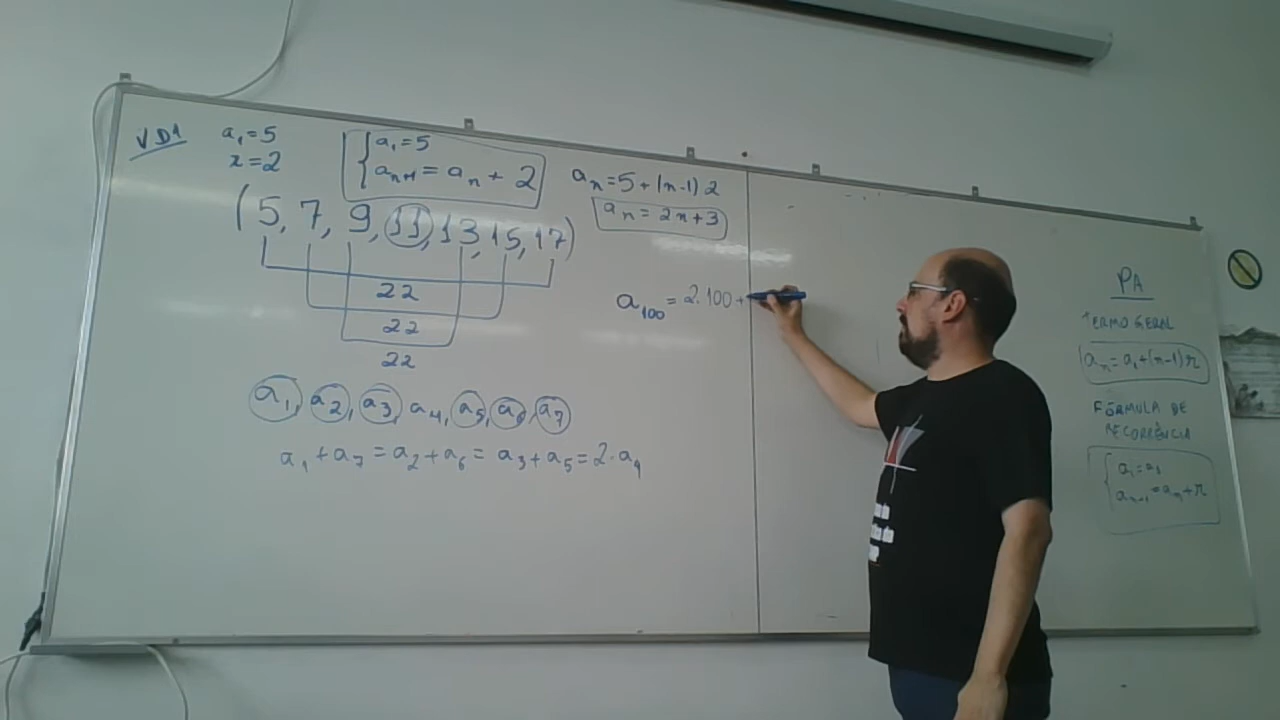 VD1
a₁=5
r=2
a₁=5
aₙ₊₁=aₙ+2
(5, 7, 9, 11, 13, 15, 17)
22
22
22
a₁, a₂, a₃, a₄, a₅, a₆, a₇
a₁+a₇=a₂+a₆=a₃+a₅=2·a₄
aₙ=5+(n-1)2
aₙ=2n+3
a₁₀₀=2·100+
PA
TERMO GERAL
aₙ=a₁+(n-1)r
FÓRMULA DE
RECORRÊNCIA
a₁=a₁
aₙ₊₁=aₙ+r